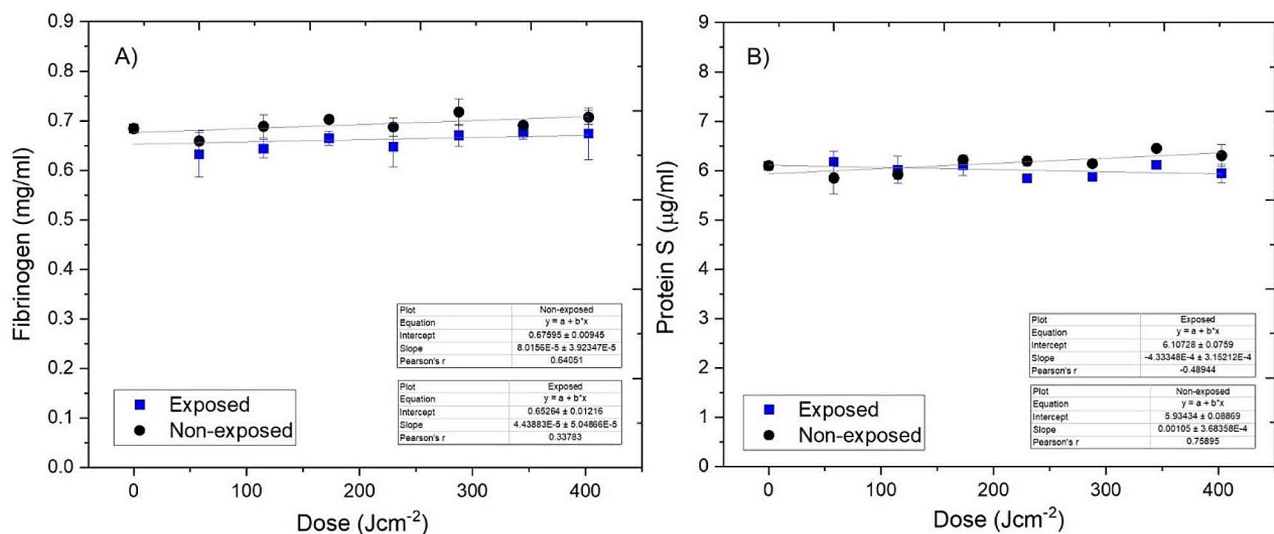 A)
0.9
0.8
0.7
0.6
0.5
0.4
0.3
0.2
0.1
0.0
Fibrinogen (mg/ml)
Plot Non-exposed
Equation y = a + b*x
Intercept 0.67595 ± 0.00945
Slope 8.0156E-5 ± 3.92347E-5
Pearson's r 0.64051
Plot Exposed
Equation y = a + b*x
Intercept 0.65264 ± 0.01216
Slope 4.43883E-5 ± 5.04866E-5
Pearson's r 0.33783
Exposed
Non-exposed
0 100 200 300 400
Dose (Jcm-2)
B)
9
8
7
6
5
4
3
2
1
0
Protein S (μg/ml)
Plot Exposed
Equation y = a + b*x
Intercept 6.10728 ± 0.0759
Slope -4.33348E-4 ± 3.15212E-4
Pearson's r -0.48944
Plot Non-exposed
Equation y = a + b*x
Intercept 5.93434 ± 0.08869
Slope 0.00105 ± 3.68358E-4
Pearson's r 0.75895
Exposed
Non-exposed
0 100 200 300 400
Dose (Jcm-2)